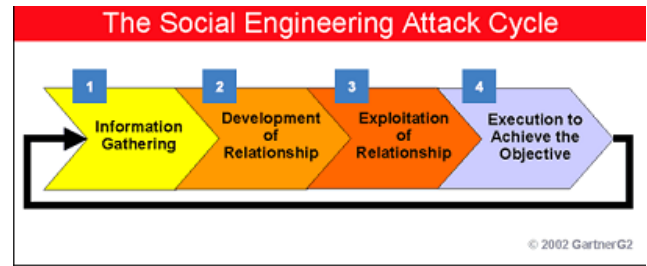 The Social Engineering Attack Cycle
1
Information
Gathering
2
Development
of
Relationship
3
Exploitation
of
Relationship
4
Execution to
Achieve the
Objective
© 2002 GartnerG2